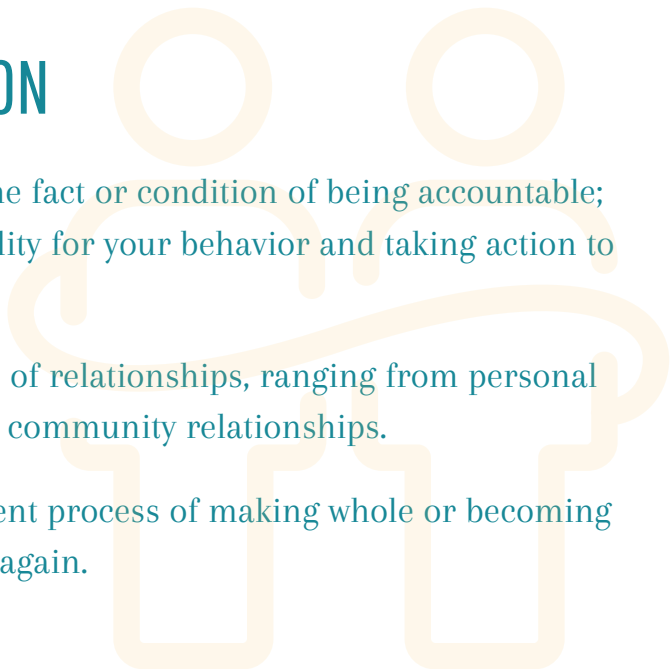 ON
he fact or condition of being accountable;
lity for your behavior and taking action to
of relationships, ranging from personal
community relationships.
ent process of making whole or becoming
again.